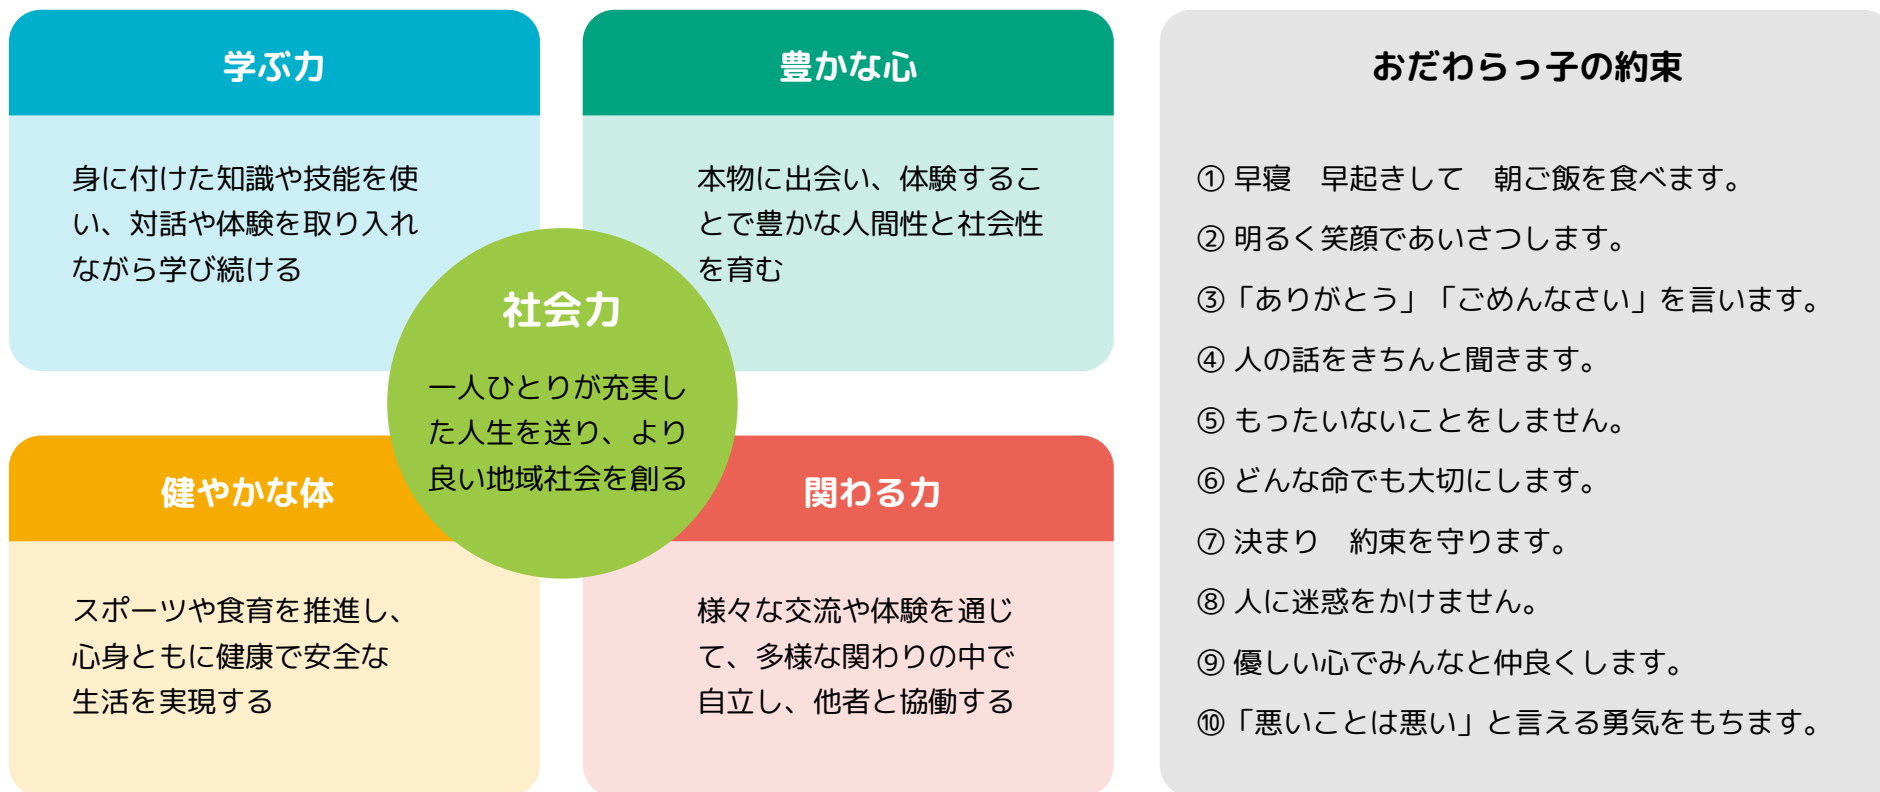 学ぶ力
身に付けた知識や技能を使
い、対話や体験を取り入れ
ながら学び続ける
豊かな心
本物に出会い、体験するこ
とで豊かな人間性と社会性
を育む
社会力
一人ひとりが充実し
た人生を送り、より
良い地域社会を創る
健やかな体
スポーツや食育を推進し、
心身ともに健康で安全な
生活を実現する
関わる力
様々な交流や体験を通じ
て、多様な関わりの中で
自立し、他者と協働する
おだわらっ子の約束
① 早寝　早起きして　朝ご飯を食べます。
② 明るく笑顔であいさつします。
③「ありがとう」「ごめんなさい」を言います。
④ 人の話をきちんと聞きます。
⑤ もったいないことをしません。
⑥ どんな命でも大切にします。
⑦ 決まり　約束を守ります。
⑧ 人に迷惑をかけません。
⑨ 優しい心でみんなと仲良くします。
⑩「悪いことは悪い」と言える勇気をもちます。